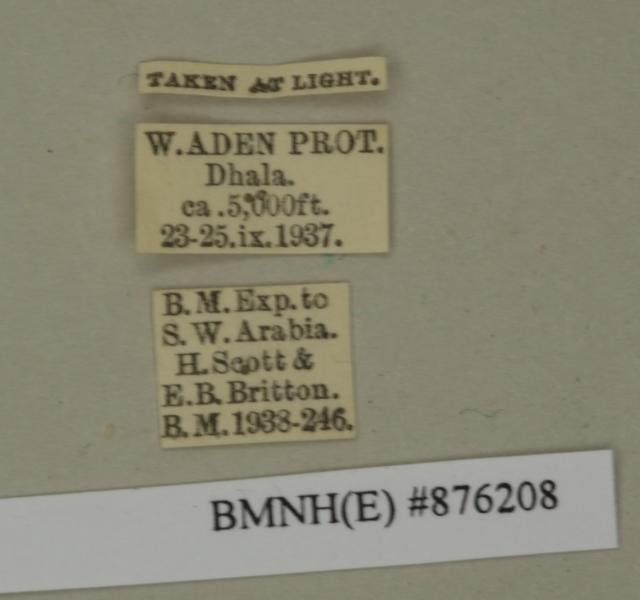 TAKEN AT LIGHT.
W.ADEN PROT.
Dhala.
ca.5,000ft.
23-25.ix.1937.
B.M.Exp.to
S.W.Arabia.
H.Scott &
E.B.Britton.
B.M.1938-246.
BMNH(E) #876208